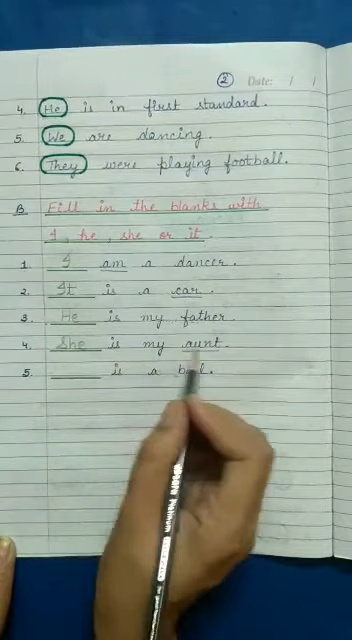 ② Date: / /
4. He is in first standard.
5. We are dancing.
6. They were playing football.
B Fill in the blanks with
I, he, she or it.
1. I am a dancer.
2. It is a car.
3. He is my father.
4. She is my aunt.
5. ______ is a